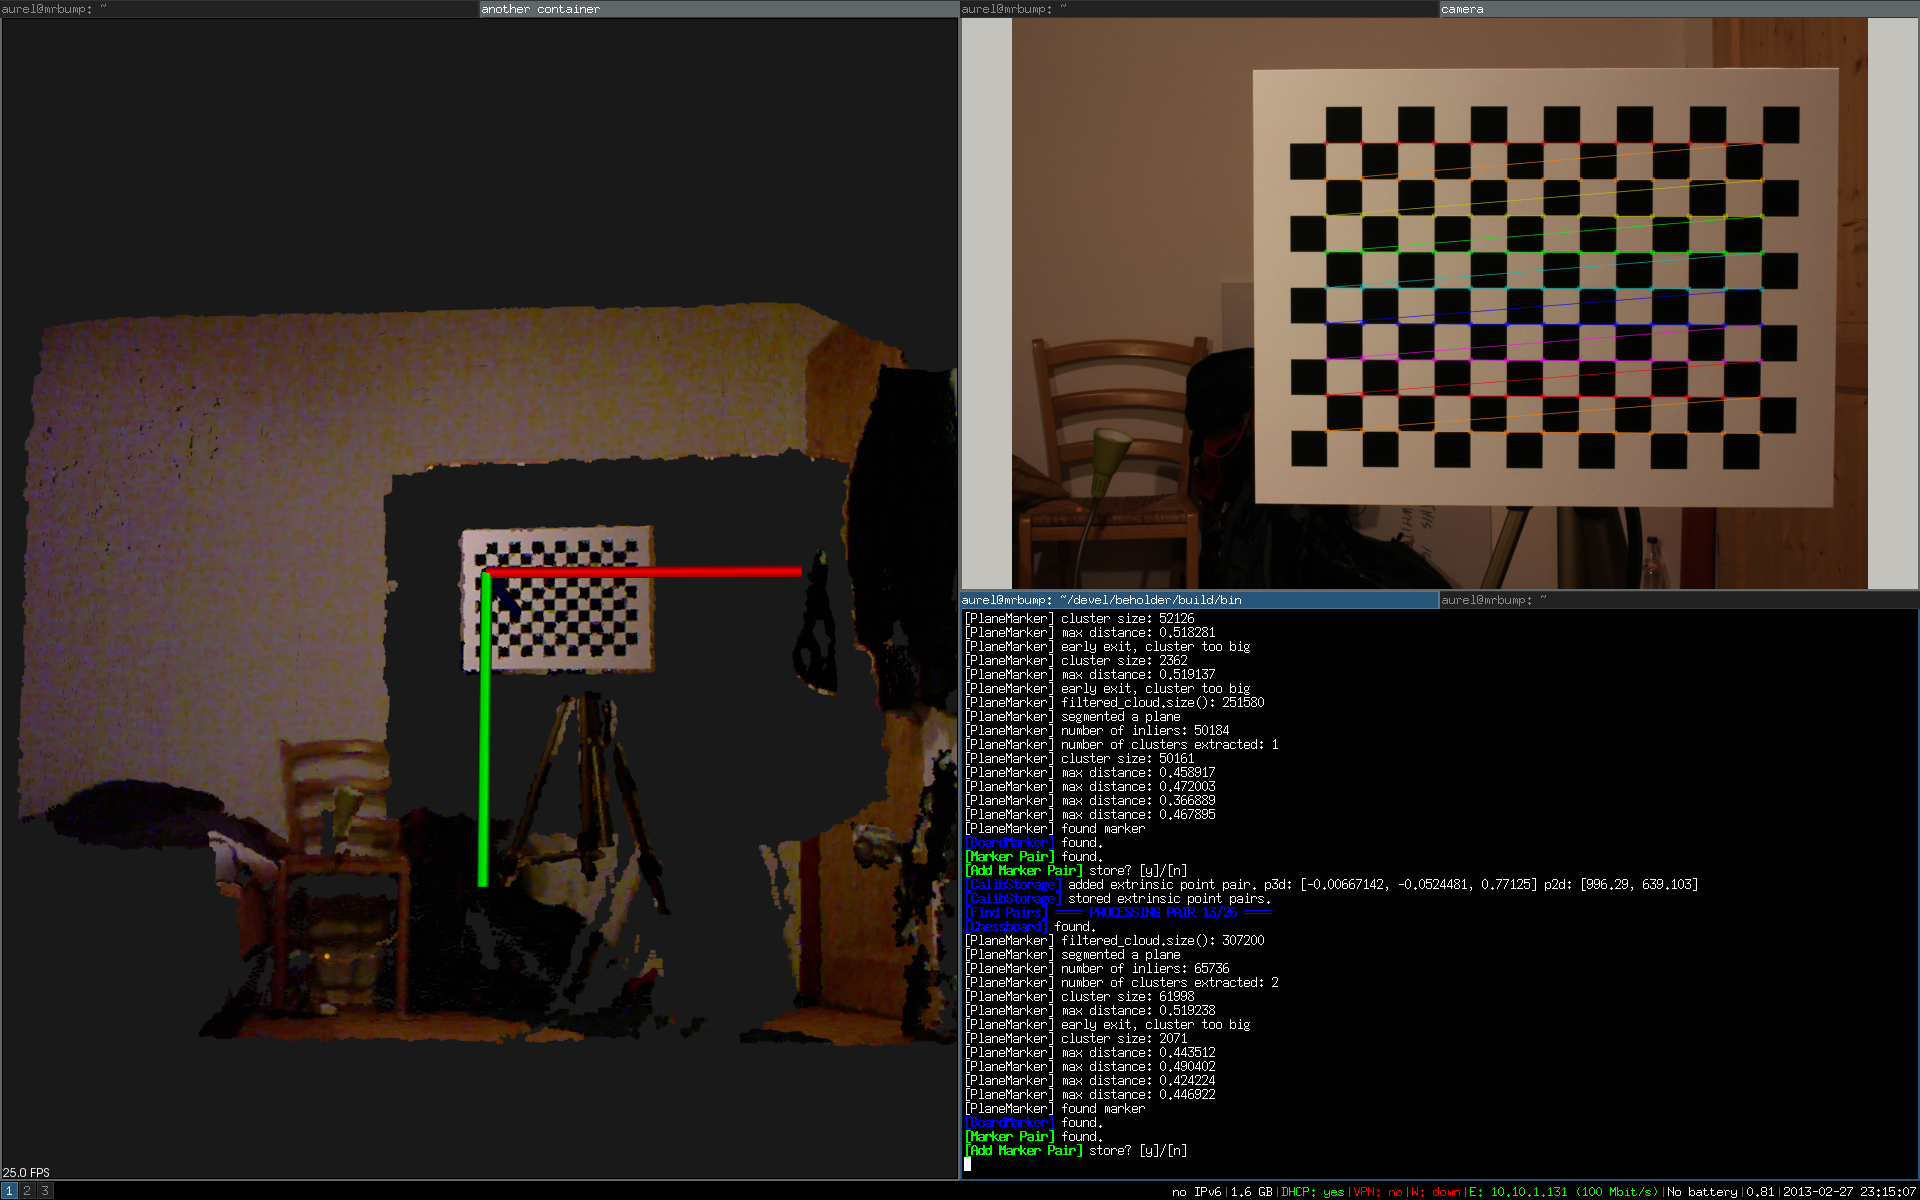 aurel@mrbump: ~
another container
25.0 FPS
1 2 3
aurel@mrbump: ~
camera
aurel@mrbump: ~/devel/beholder/build/bin
aurel@mrbump: ~
[PlaneMarker] cluster size: 52126
[PlaneMarker] max distance: 0.518281
[PlaneMarker] early exit, cluster too big
[PlaneMarker] cluster size: 2362
[PlaneMarker] max distance: 0.519137
[PlaneMarker] early exit, cluster too big
[PlaneMarker] filtered_cloud.size(): 251580
[PlaneMarker] segmented a plane
[PlaneMarker] number of inliers: 50184
[PlaneMarker] number of clusters extracted: 1
[PlaneMarker] cluster size: 50161
[PlaneMarker] max distance: 0.458917
[PlaneMarker] max distance: 0.472003
[PlaneMarker] max distance: 0.366889
[PlaneMarker] max distance: 0.467895
[PlaneMarker] found marker
[BoardMarker] found.
[Marker Pair] found.
[Add Marker Pair] store? [y]/[n]
[CalibStorage] added extrinsic point pair. p3d: [-0.00667142, -0.0524481, 0.77125] p2d: [996.29, 639.103]
[CalibStorage] stored extrinsic point pairs.
[Find Pairs] ──── PROCESSING PAIR 13/26 ────
[Chessboard] found.
[PlaneMarker] filtered_cloud.size(): 307200
[PlaneMarker] segmented a plane
[PlaneMarker] number of inliers: 65736
[PlaneMarker] number of clusters extracted: 2
[PlaneMarker] cluster size: 61998
[PlaneMarker] max distance: 0.519238
[PlaneMarker] early exit, cluster too big
[PlaneMarker] cluster size: 2071
[PlaneMarker] max distance: 0.443512
[PlaneMarker] max distance: 0.490402
[PlaneMarker] max distance: 0.424224
[PlaneMarker] max distance: 0.446922
[PlaneMarker] found marker
[BoardMarker] found.
[Marker Pair] found.
[Add Marker Pair] store? [y]/[n]
no IPv6|1.6 GB|DHCP: yes|VPN: no|W: down|E: 10.10.1.131 (100 Mbit/s)|No battery|0.81|2013-02-27 23:15:07